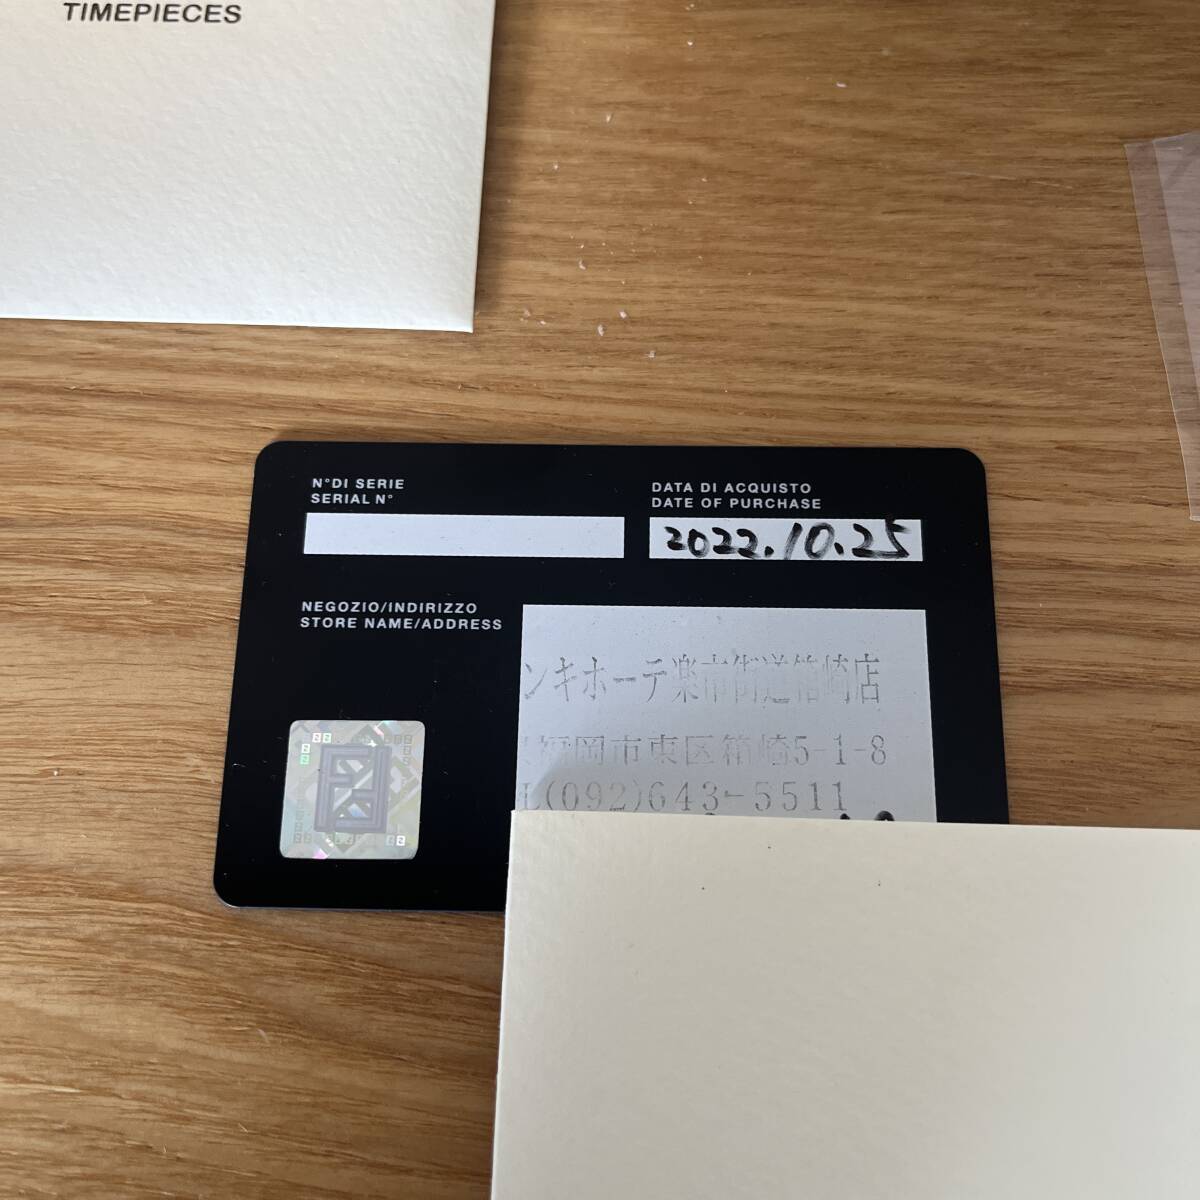 TIMEPIECES
N°DI SERIE
SERIAL N°
DATA DI ACQUISTO
DATE OF PURCHASE
2022.10.25
NEGOZIO/INDIRIZZO
STORE NAME/ADDRESS
ンキホーテ楽市街道箱崎店
福岡市東区箱崎5-1-8
L(092)643-5511